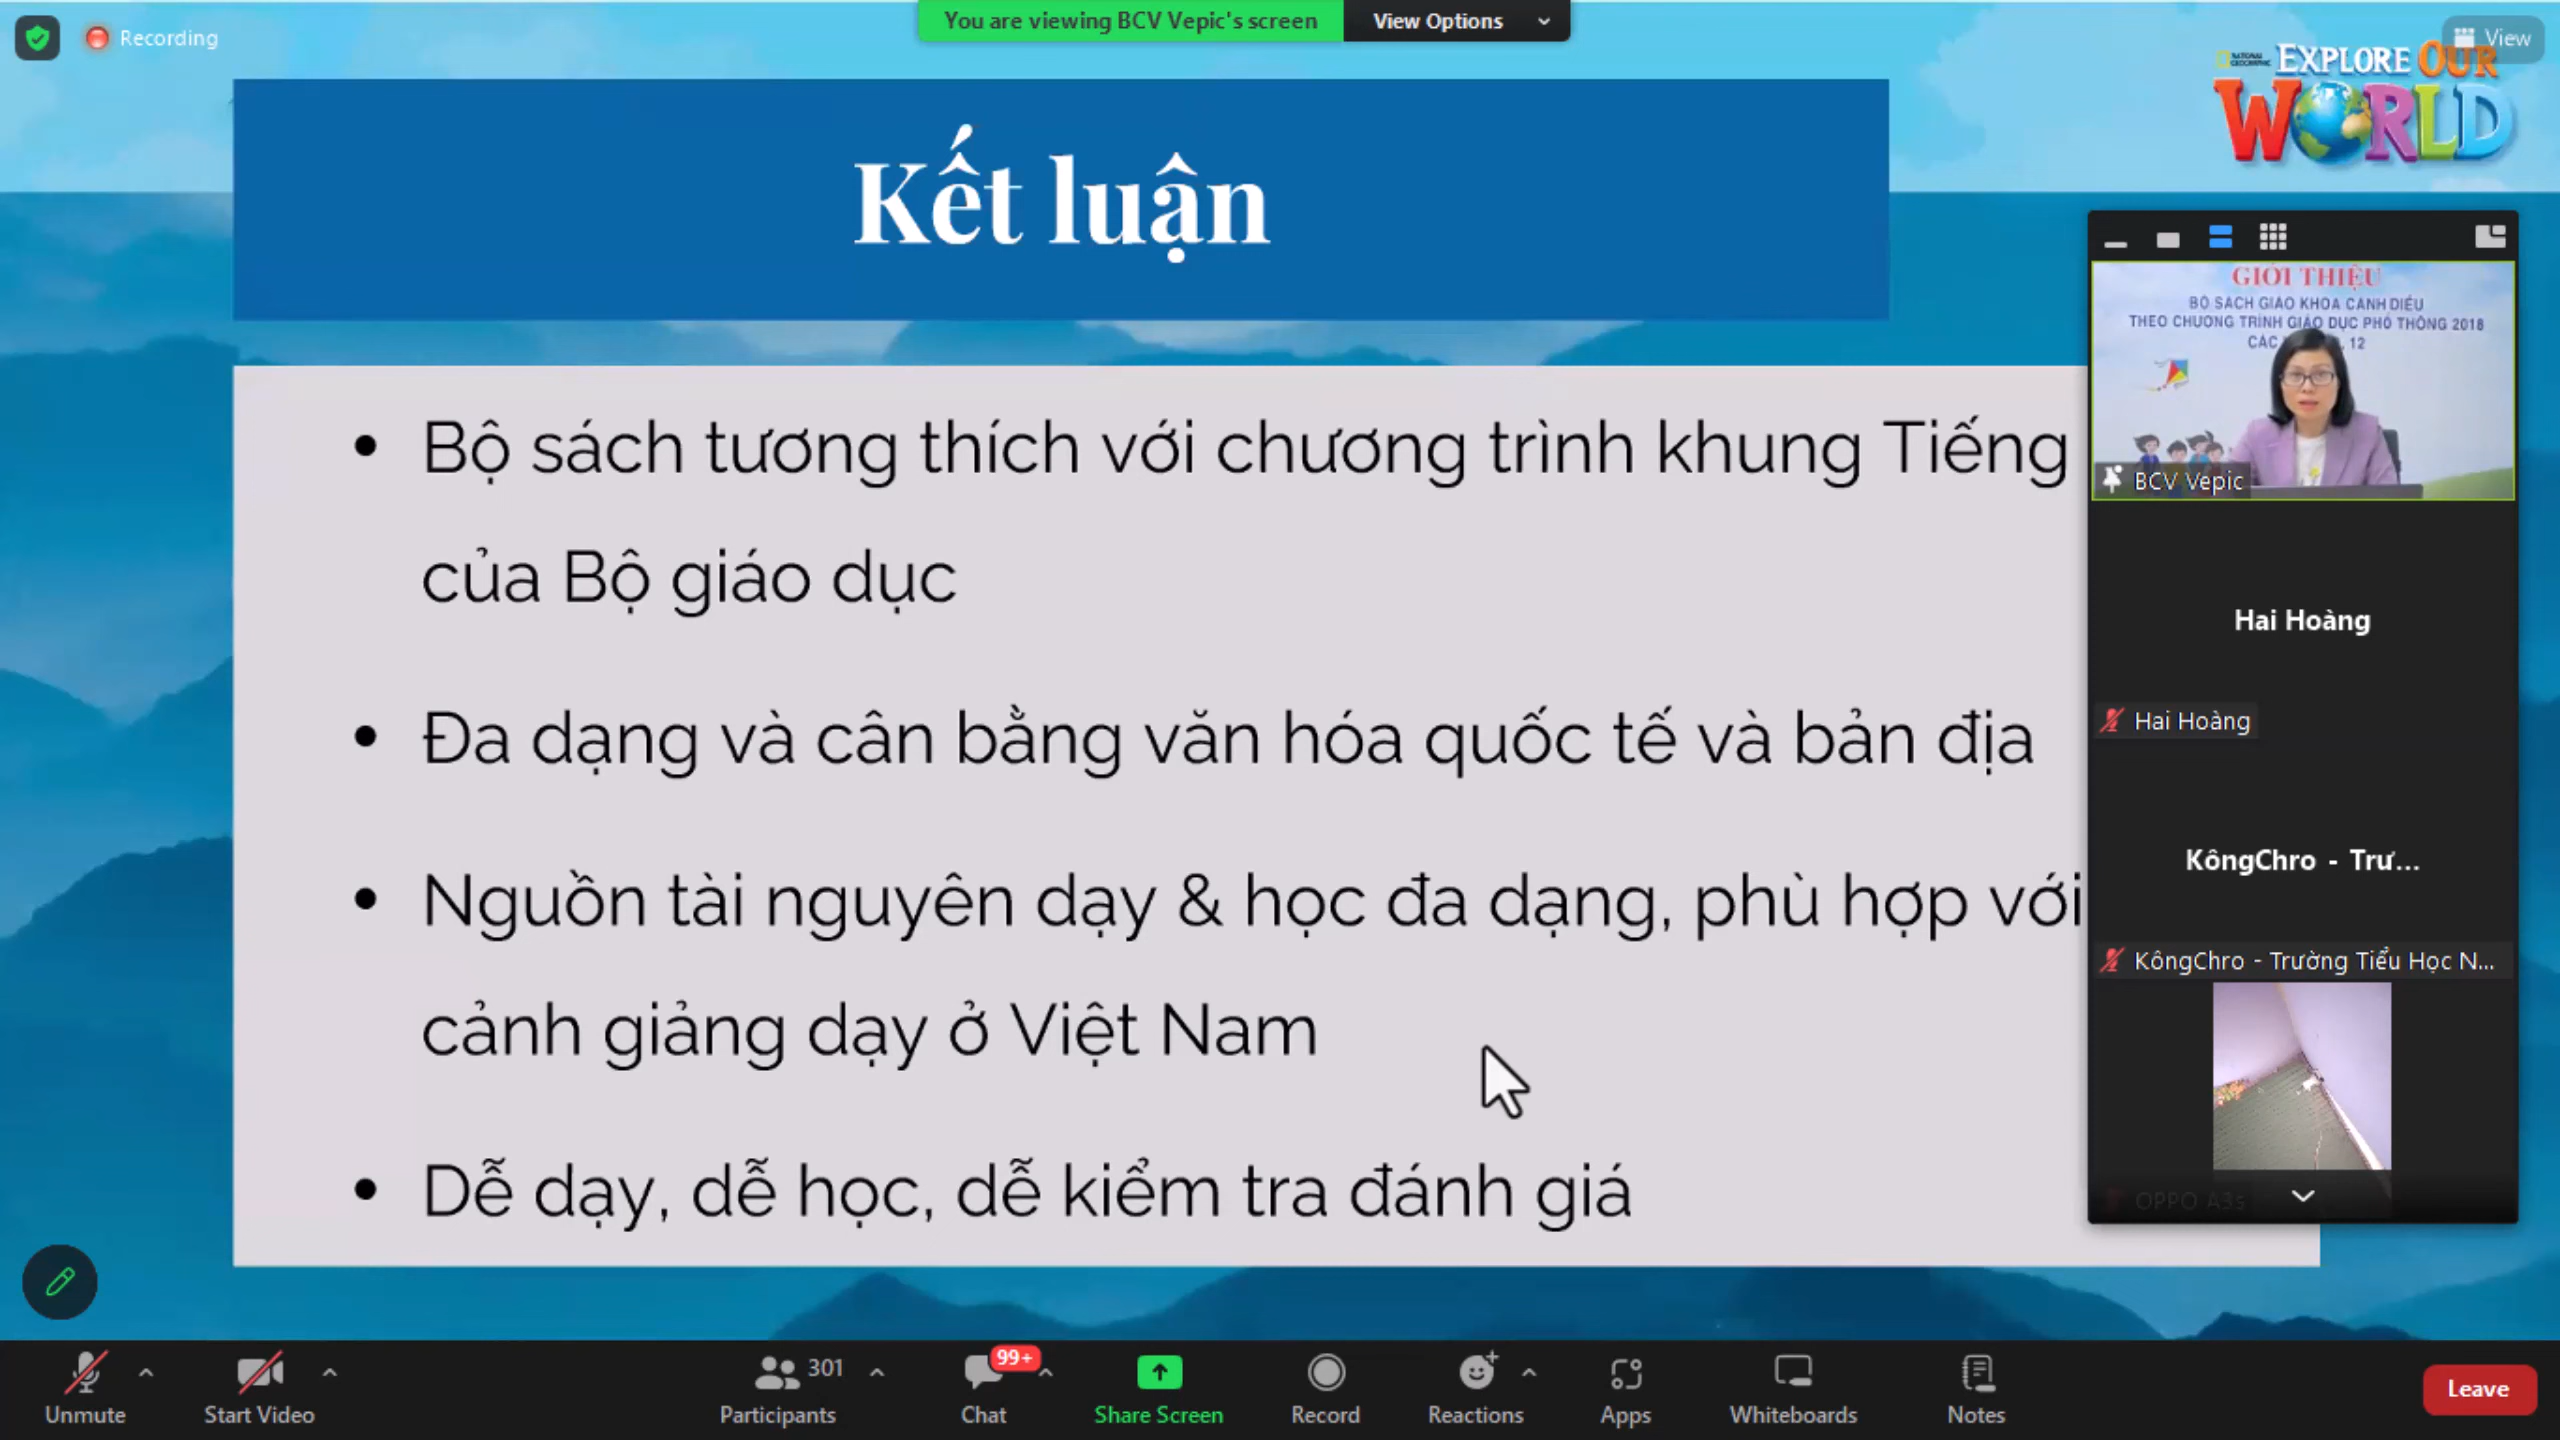 Recording
You are viewing BCV Vepic's screen
View Options
View
NATIONAL GEOGRAPHIC
EXPLORE OUR
WORLD
Kết luận
Bộ sách tương thích với chương trình khung Tiếng
của Bộ giáo dục
Đa dạng và cân bằng văn hóa quốc tế và bản địa
Nguồn tài nguyên dạy & học đa dạng, phù hợp với
cảnh giảng dạy ở Việt Nam
Dễ dạy, dễ học, dễ kiểm tra đánh giá
GIỚI THIỆU
BỘ SÁCH GIÁO KHOA CÁNH DIỀU
THEO CHƯƠNG TRÌNH GIÁO DỤC PHỔ THÔNG 2018
CÁC , 12
BCV Vepic
Hai Hoàng
Hai Hoàng
KôngChro - Trư...
KôngChro - Trường Tiểu Học N...
OPPO A3s
Unmute
Start Video
301
Participants
99+
Chat
Share Screen
Record
Reactions
Apps
Whiteboards
Notes
Leave